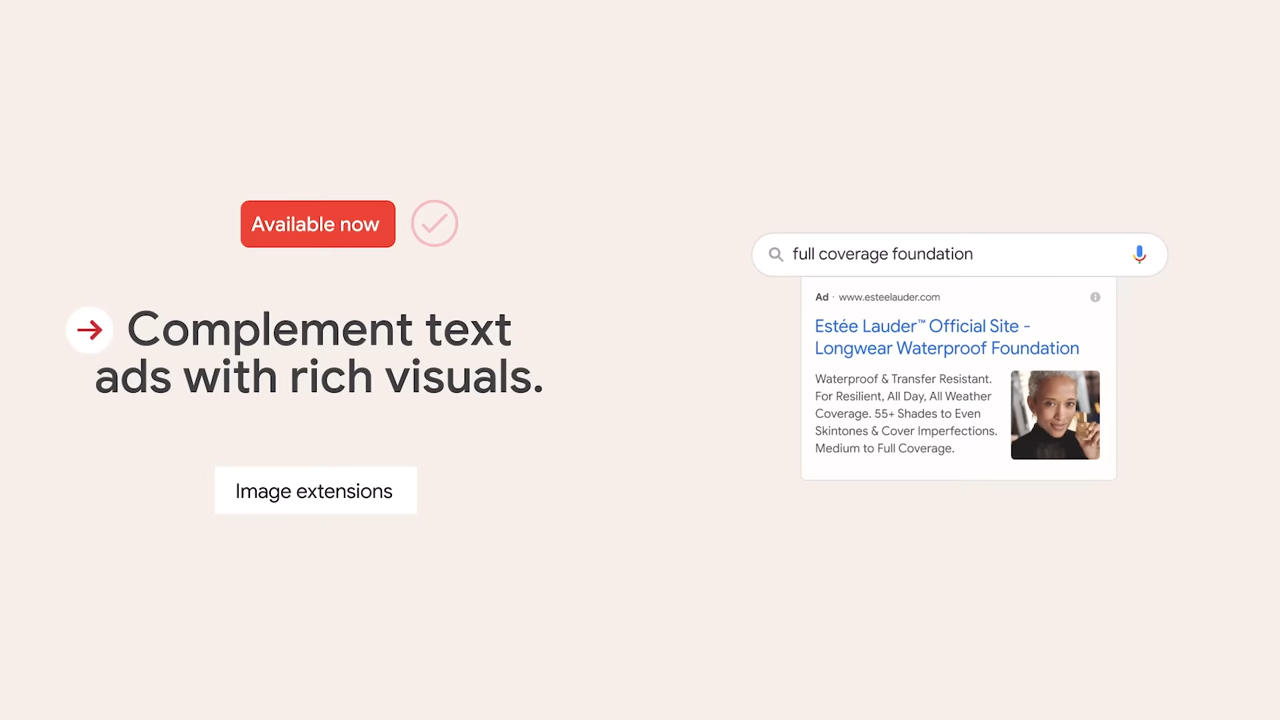 Available now
Complement text
ads with rich visuals.
Image extensions
full coverage foundation
Ad · www.esteelauder.com
Estée Lauder™ Official Site -
Longwear Waterproof Foundation
Waterproof & Transfer Resistant.
For Resilient, All Day, All Weather
Coverage. 55+ Shades to Even
Skintones & Cover Imperfections.
Medium to Full Coverage.